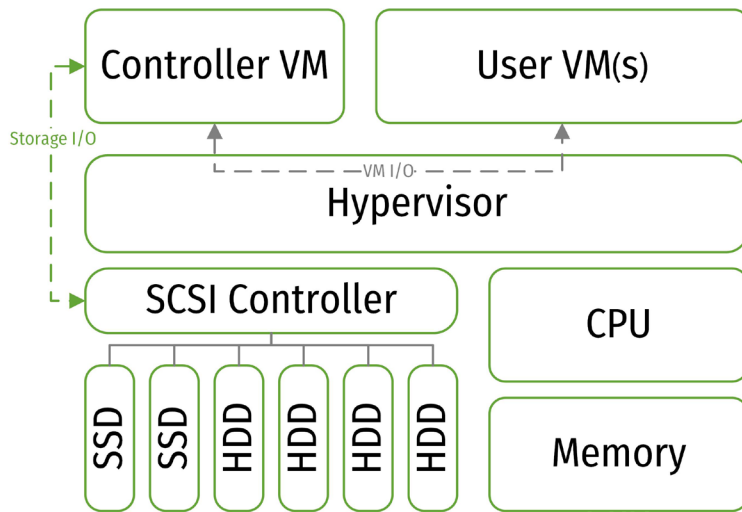 Controller VM
User VM(s)
Storage I/O
VM I/O
Hypervisor
SCSI Controller
CPU
SSD
SSD
HDD
HDD
HDD
HDD
Memory